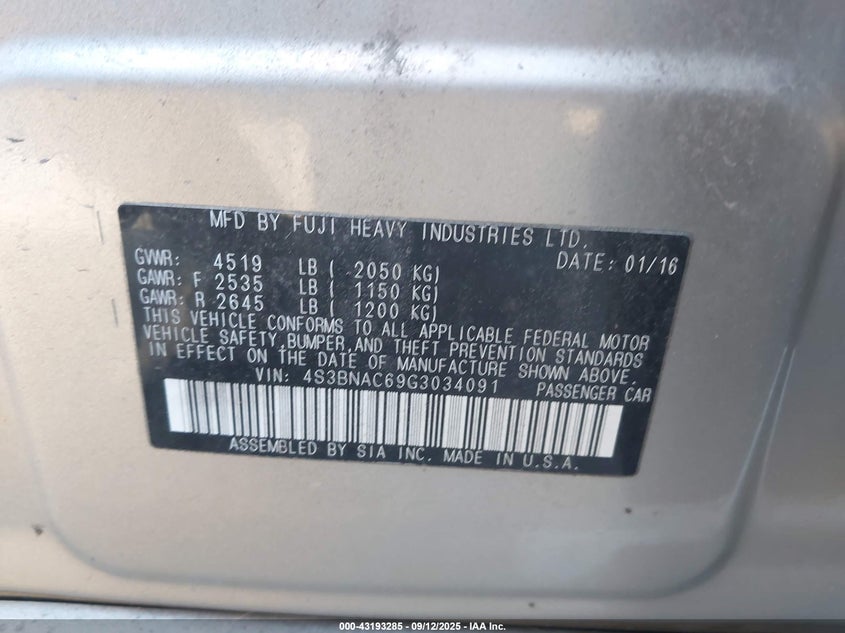 MFD BY FUJI HEAVY INDUSTRIES LTD.
GVWR: 4519 LB ( 2050 KG) DATE: 01/16
GAWR: F 2535 LB ( 1150 KG)
GAWR: R 2645 LB ( 1200 KG)
THIS VEHICLE CONFORMS TO ALL APPLICABLE FEDERAL MOTOR
VEHICLE SAFETY,BUMPER,AND THEFT PREVENTION STANDARDS
IN EFFECT ON THE DATE OF MANUFACTURE SHOWN ABOVE.
VIN: 4S3BNAC69G3034091 PASSENGER CAR
ASSEMBLED BY SIA INC. MADE IN U.S.A.
000-43193285 - 09/12/2025 - IAA Inc.